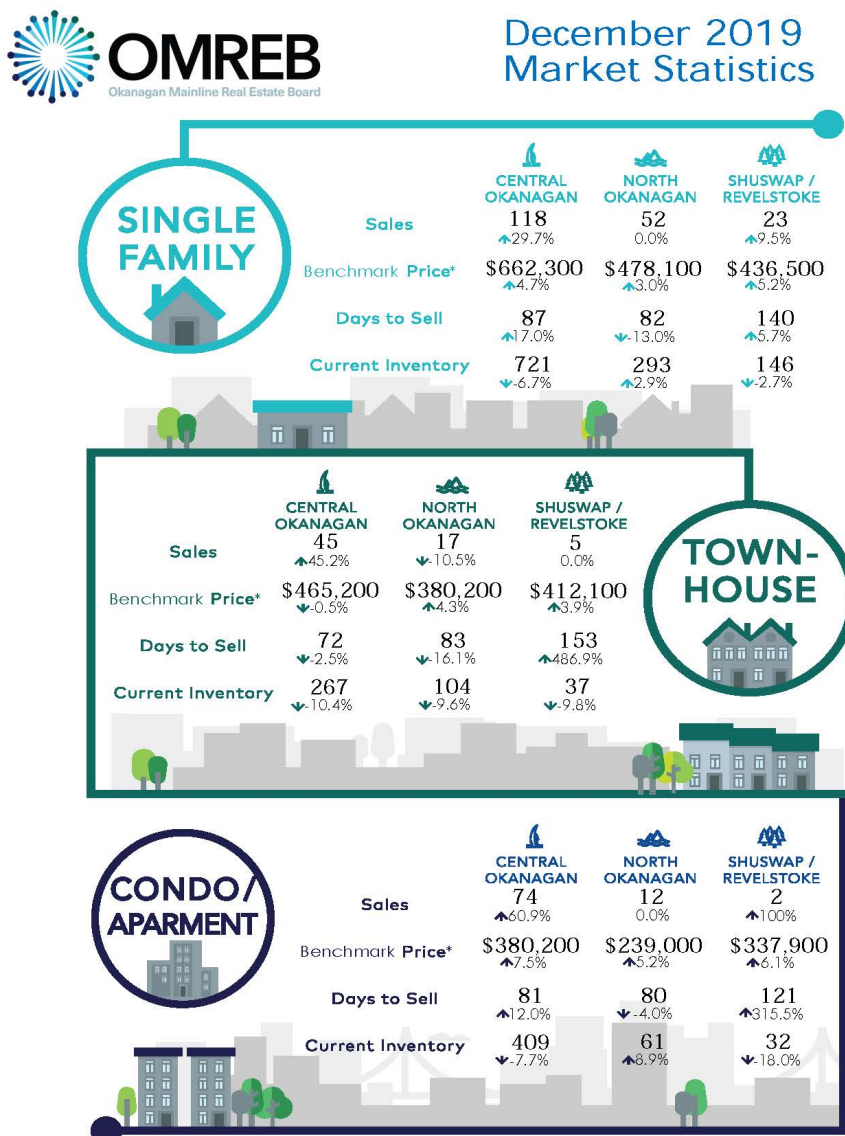 OMREB
Okanagan Mainline Real Estate Board
December 2019
Market Statistics
SINGLE
FAMILY
CENTRAL OKANAGAN NORTH OKANAGAN SHUSWAP / REVELSTOKE
Sales 118 52 23
↑29.7% 0.0% ↑9.5%
Benchmark Price* $662,300 $478,100 $436,500
↑4.7% ↑3.0% ↑5.2%
Days to Sell 87 82 140
↑17.0% ↓-13.0% ↑5.7%
Current Inventory 721 293 146
↓-6.7% ↑2.9% ↓-2.7%
CENTRAL OKANAGAN NORTH OKANAGAN SHUSWAP / REVELSTOKE
Sales 45 17 5
↑45.2% ↓-10.5% 0.0%
Benchmark Price* $465,200 $380,200 $412,100
↓-0.5% ↑4.3% ↑3.9%
Days to Sell 72 83 153
↓-2.5% ↓-16.1% ↑486.9%
Current Inventory 267 104 37
↓-10.4% ↓-9.6% ↓-9.8%
TOWN-
HOUSE
CONDO/
APARMENT
CENTRAL OKANAGAN NORTH OKANAGAN SHUSWAP / REVELSTOKE
Sales 74 12 2
↑60.9% 0.0% ↑100%
Benchmark Price* $380,200 $239,000 $337,900
↑7.5% ↑5.2% ↑6.1%
Days to Sell 81 80 121
↑12.0% ↓-4.0% ↑315.5%
Current Inventory 409 61 32
↓-7.7% ↑8.9% ↓-18.0%